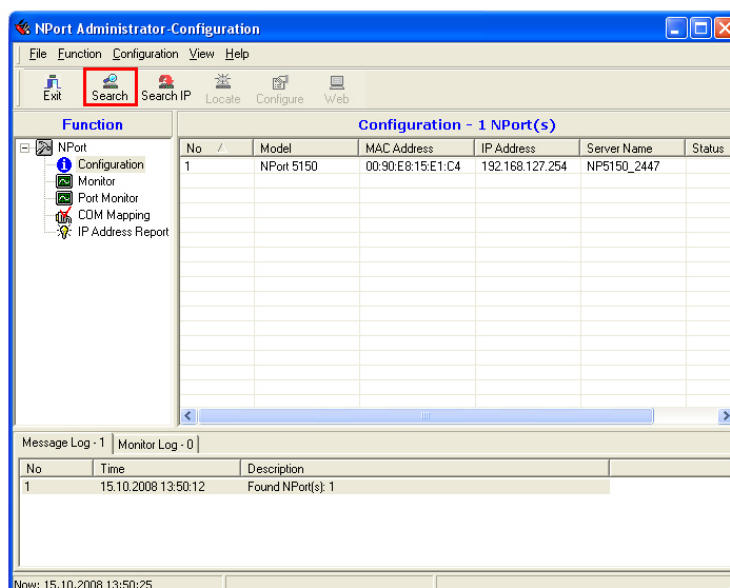 NPort Administrator-Configuration
File Function Configuration View Help
Exit Search Search IP Locate Configure Web
Function
Configuration - 1 NPort(s)
NPort
Configuration
Monitor
Port Monitor
COM Mapping
IP Address Report
No Model MAC Address IP Address Server Name Status
1 NPort 5150 00:90:E8:15:E1:C4 192.168.127.254 NP5150_2447
Message Log - 1 Monitor Log - 0
No Time Description
1 15.10.2008 13:50:12 Found NPort(s): 1
Now: 15.10.2008 13:50:25